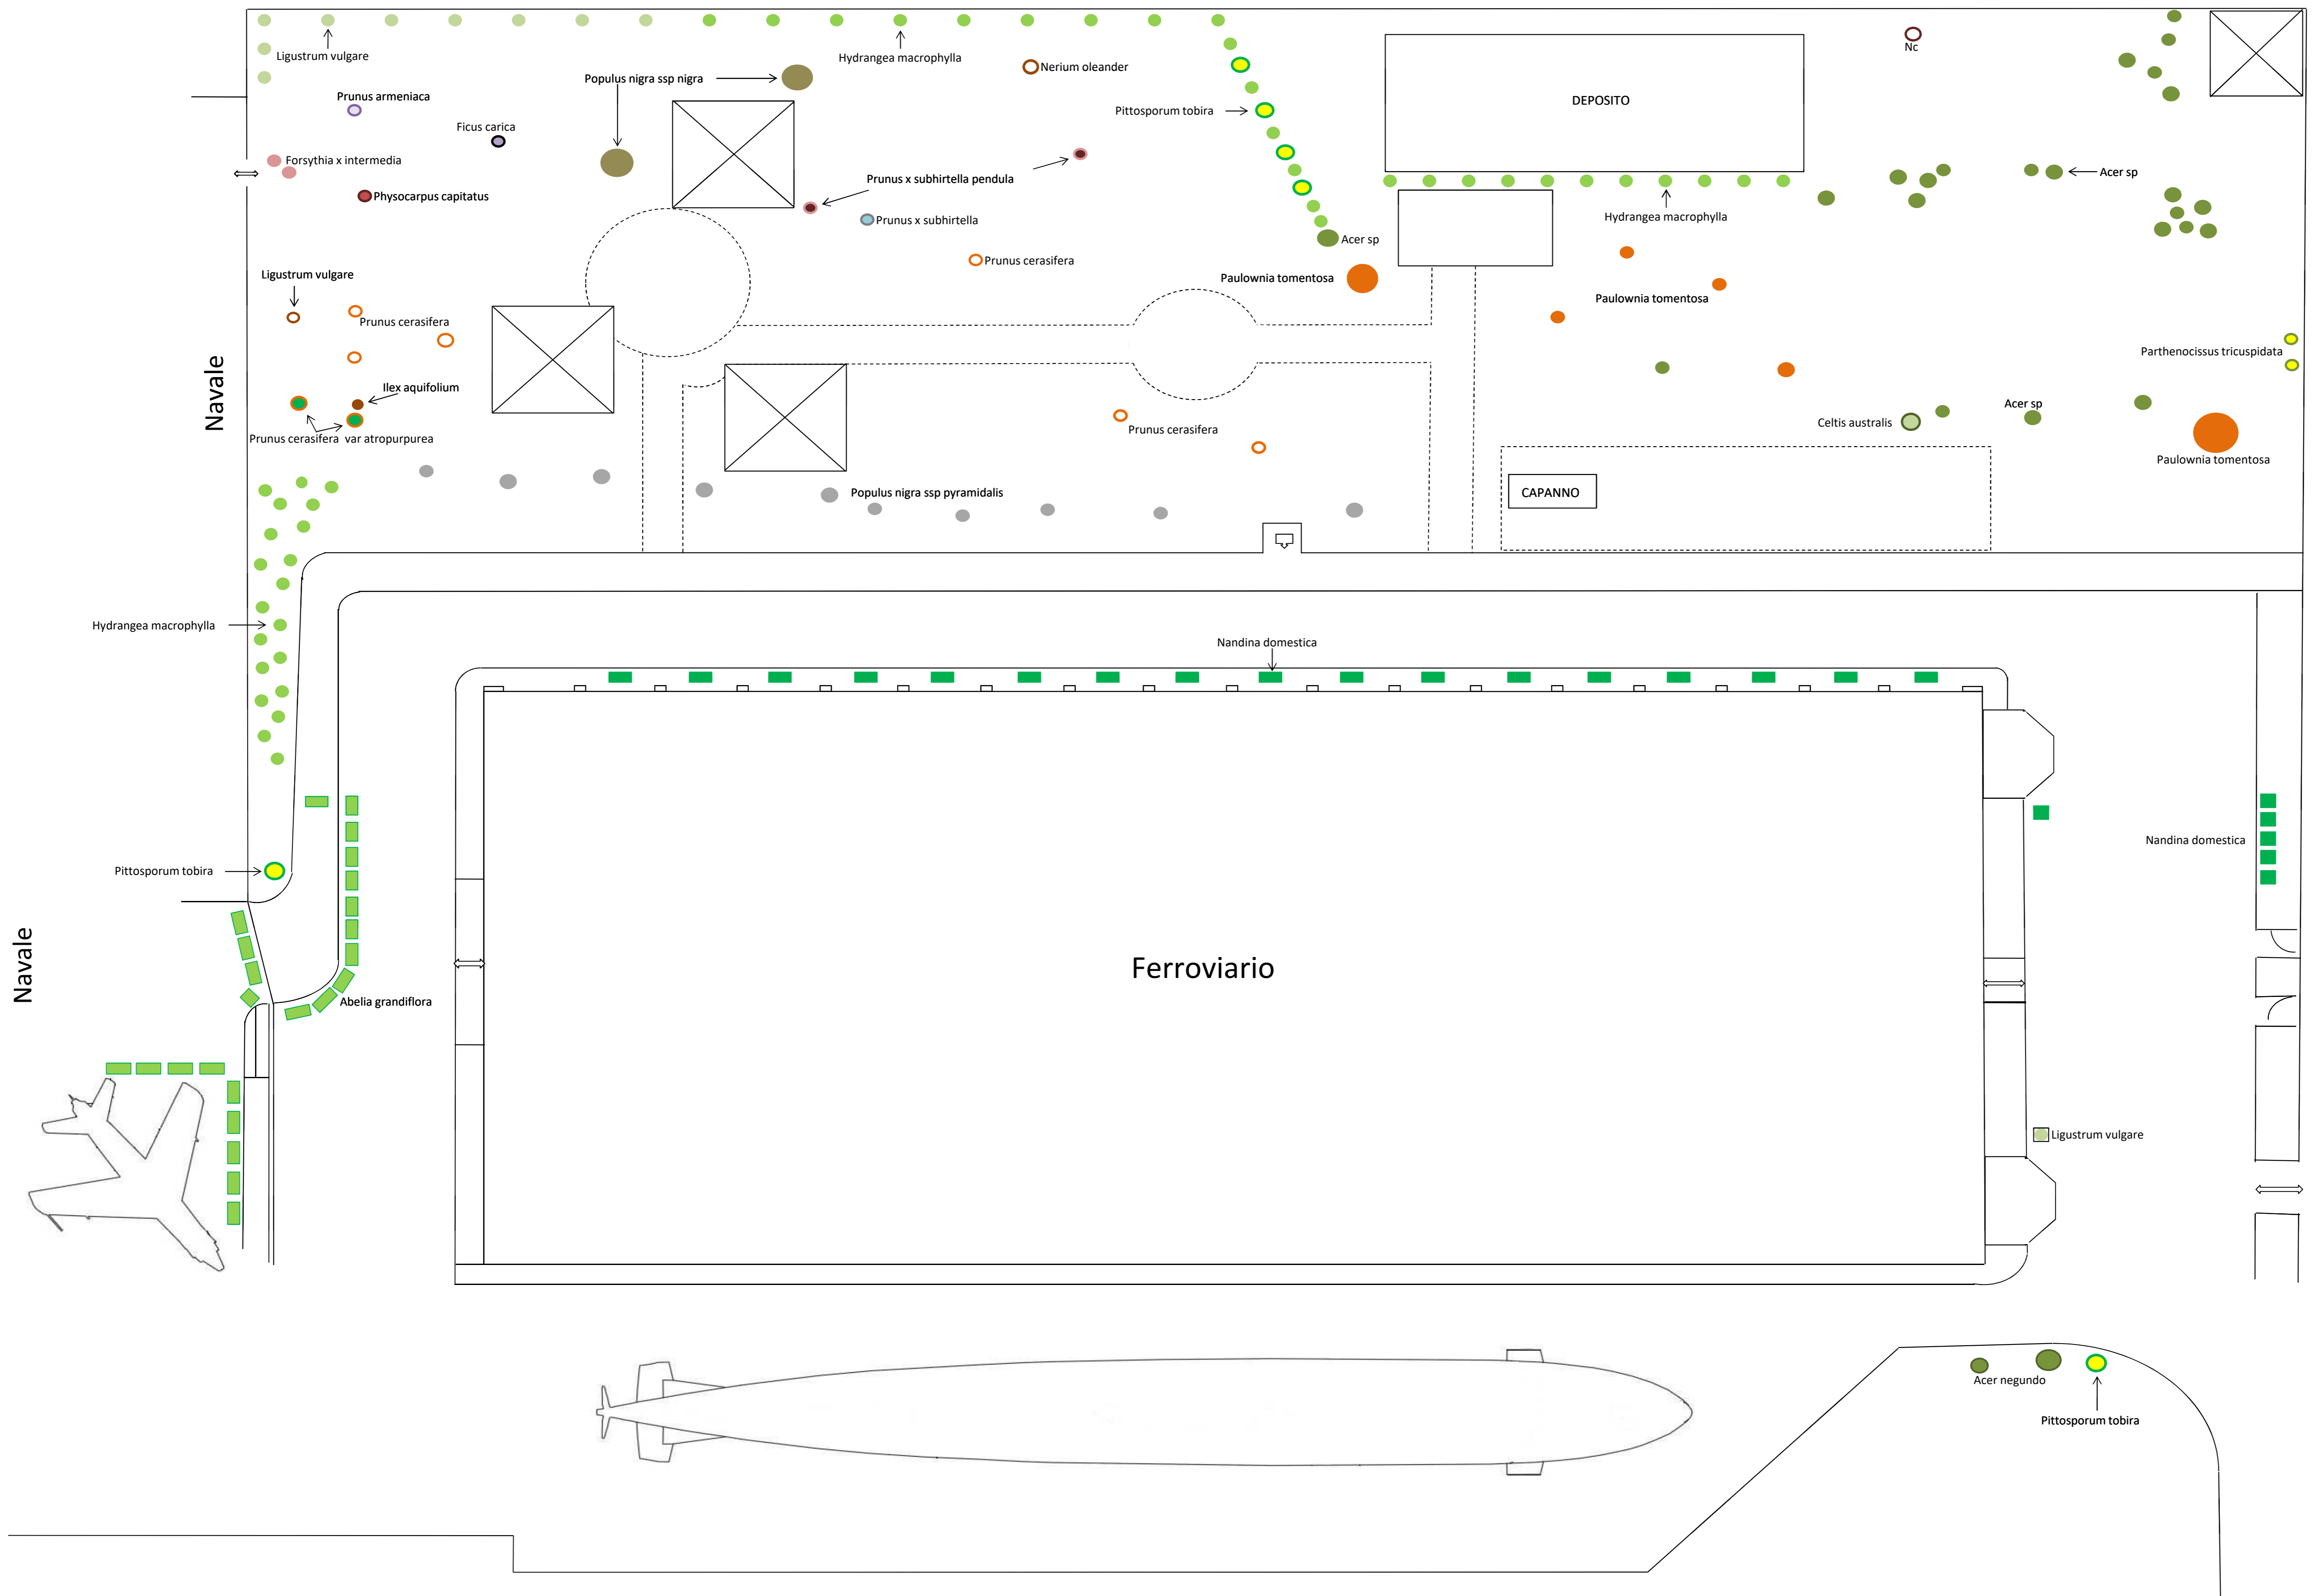 Nc
Ligustrum vulgare
Hydrangea macrophylla
Nerium oleander
Populus nigra ssp nigra
Prunus armeniaca
DEPOSITO
Pittosporum tobira
Ficus carica
Forsythia x intermedia
Acer sp
Prunus x subhirtella pendula
Physocarpus capitatus
Prunus x subhirtella
Hydrangea macrophylla
Acer sp
Prunus cerasifera
Ligustrum vulgare
Paulownia tomentosa
Paulownia tomentosa
Prunus cerasifera
Parthenocissus tricuspidata
Navale
Ilex aquifolium
Acer sp
Celtis australis
Prunus cerasifera
Prunus cerasifera var atropurpurea
Paulownia tomentosa
Populus nigra ssp pyramidalis
CAPANNO
Hydrangea macrophylla
Nandina domestica
Nandina domestica
Pittosporum tobira
Navale
Ferroviario
Abelia grandiflora
Ligustrum vulgare
Acer negundo
Pittosporum tobira